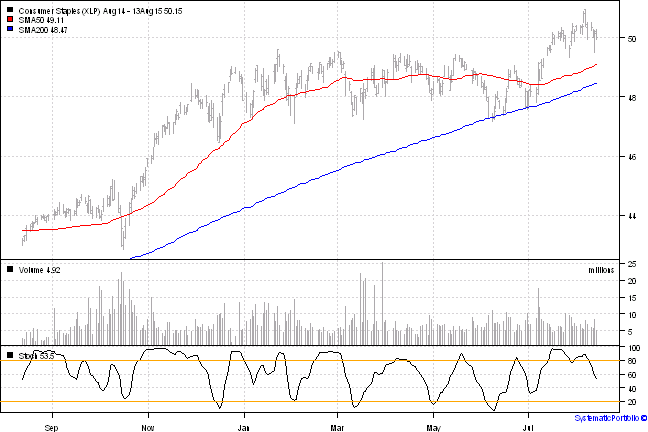 Consumer Staples (XLP) Aug 14 - 13Aug 15 50.15
SMA50 49.11
SMA200 48.47
50
48
46
44
Volume 4.92
millions
25
20
15
10
5
Stoch 53.5
100
80
60
40
20
Sep Nov Jan Mar May Jul
SystematicPortfolio ©